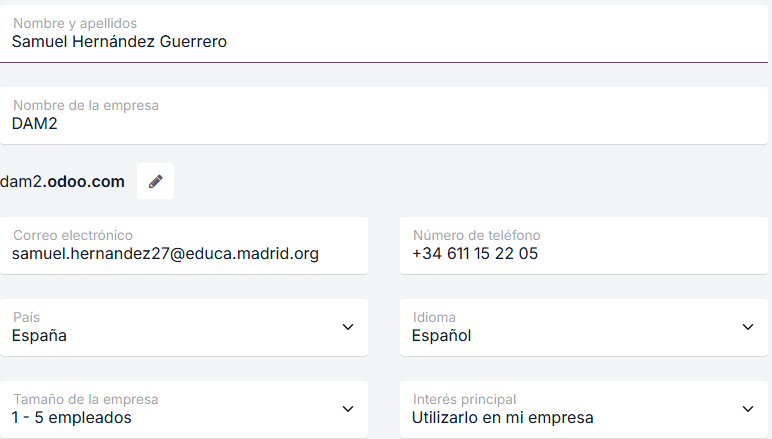 Nombre y apellidos
Samuel Hernández Guerrero
Nombre de la empresa
DAM2
dam2.odoo.com
Correo electrónico
Número de teléfono
samuel.hernandez27@educa.madrid.org
+34 611 15 22 05
País
Idioma
España
Español
Tamaño de la empresa
Interés principal
1 - 5 empleados
Utilizarlo en mi empresa